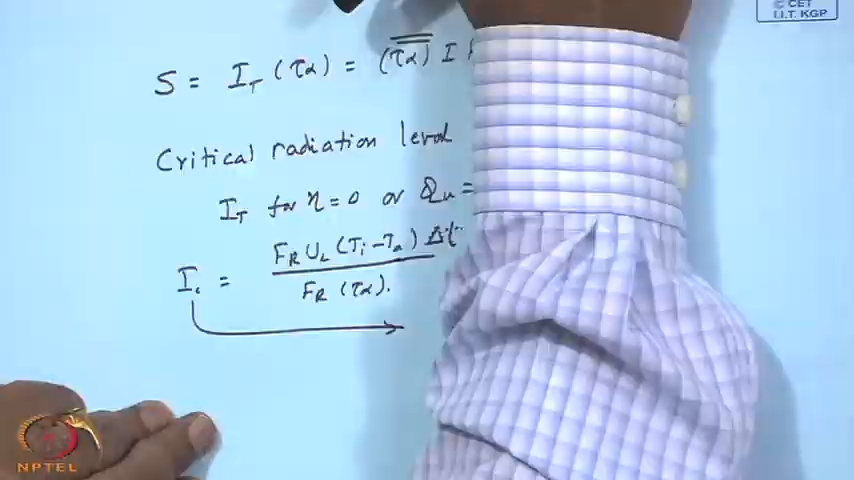 © CET
I.I.T. KGP
S = I_T (τα) = (τα) I
Critical radiation level
I_T for η = 0 or Q_u =
I_c = F_R U_L (T_i - T_a) Δt / F_R (τα).
NPTEL